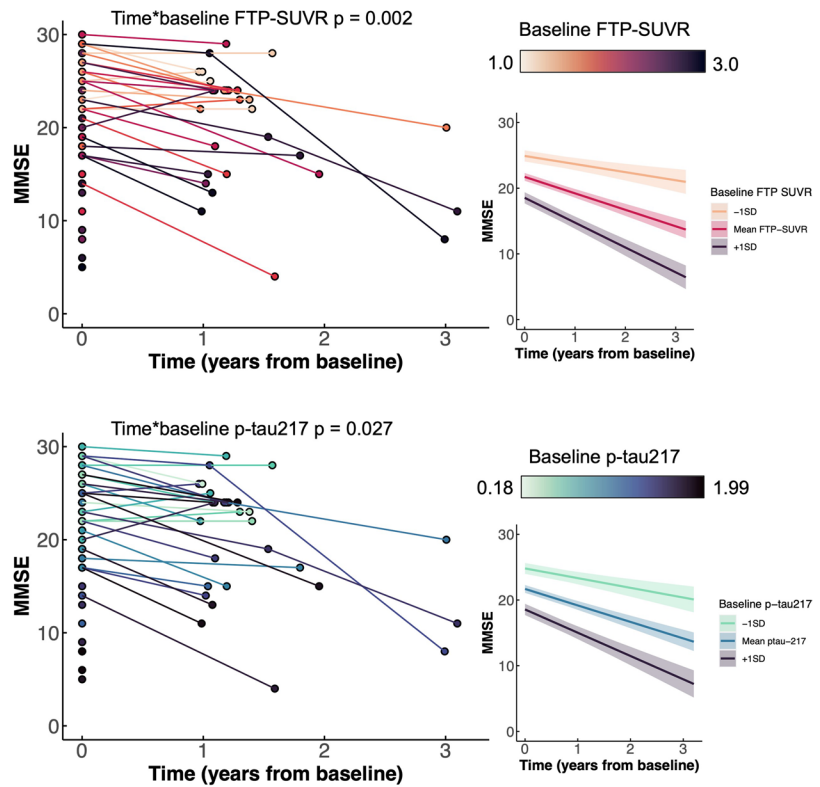 Time*baseline FTP-SUVR p = 0.002
30
20
10
0
MMSE
0 1 2 3
Time (years from baseline)
Baseline FTP-SUVR
1.0 3.0
30
20
10
0
MMSE
0 1 2 3
Time (years from baseline)
Baseline FTP SUVR
−1SD
Mean FTP-SUVR
+1SD
Time*baseline p-tau217 p = 0.027
30
20
10
0
MMSE
0 1 2 3
Time (years from baseline)
Baseline p-tau217
0.18 1.99
30
20
10
0
MMSE
0 1 2 3
Time (years from baseline)
Baseline p-tau217
−1SD
Mean ptau-217
+1SD